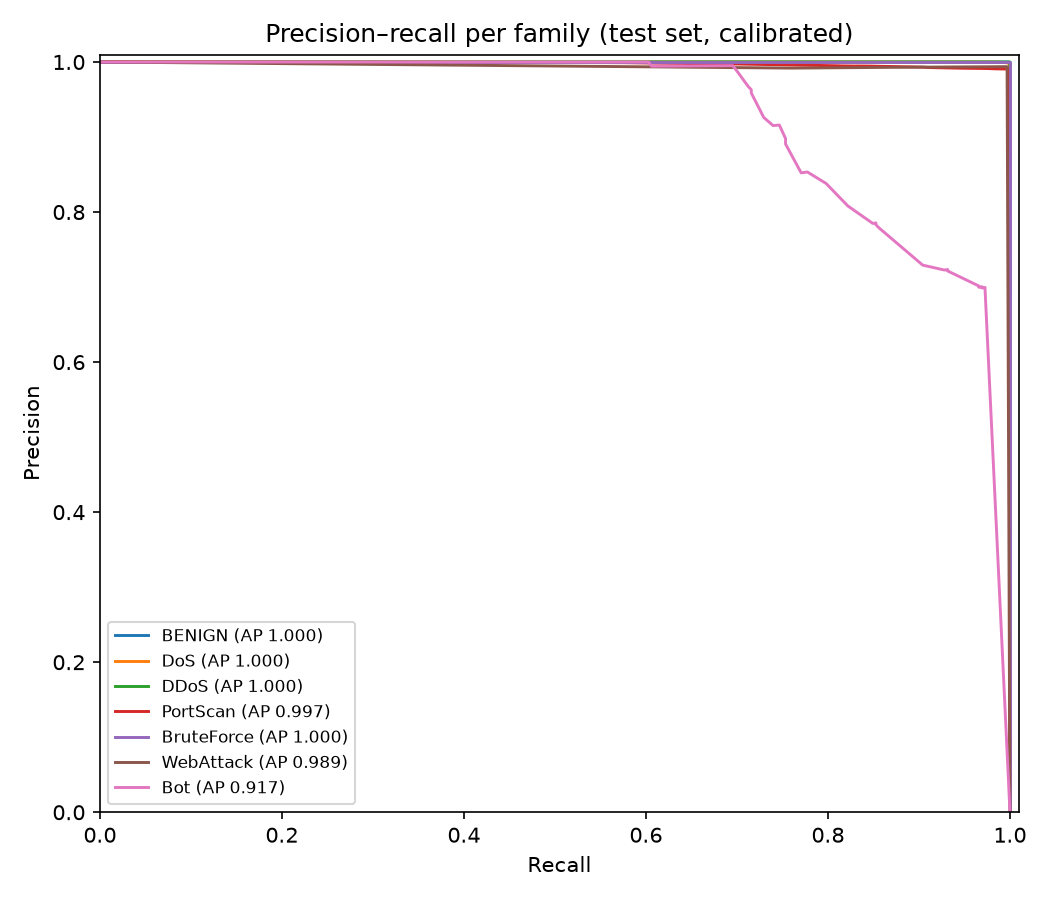 Precision–recall per family (test set, calibrated)
1.0
0.8
0.6
0.4
0.2
0.0
Precision
BENIGN (AP 1.000)
DoS (AP 1.000)
DDoS (AP 1.000)
PortScan (AP 0.997)
BruteForce (AP 1.000)
WebAttack (AP 0.989)
Bot (AP 0.917)
0.0 0.2 0.4 0.6 0.8 1.0
Recall